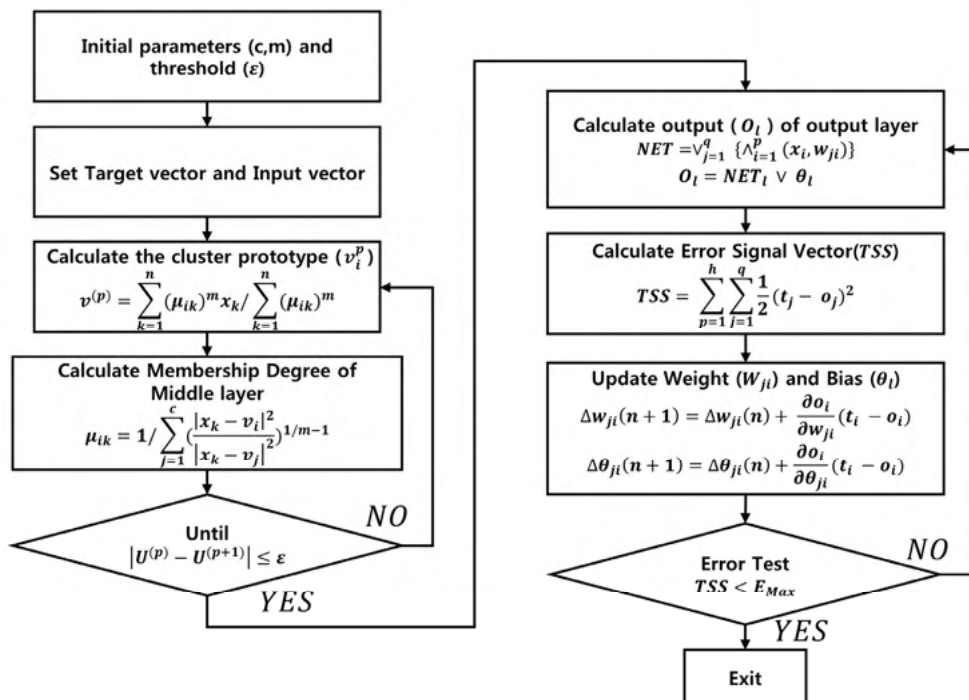 Initial parameters (c,m) and
threshold (ε)
Set Target vector and Input vector
Calculate the cluster prototype (v_i^p)
v^(p) = ∑_{k=1}^{n} (μ_ik)^m x_k / ∑_{k=1}^{n} (μ_ik)^m
Calculate Membership Degree of
Middle layer
μ_ik = 1/ ∑_{j=1}^{c} (|x_k − v_i|^2 / |x_k − v_j|^2)^{1/m−1}
Until
|U^(p) − U^(p+1)| ≤ ε
NO
YES
Calculate output (O_l) of output layer
NET =∨_{j=1}^{q} {∧_{i=1}^{p} (x_i, w_ji)}
O_l = NET_l ∨ θ_l
Calculate Error Signal Vector(TSS)
TSS = ∑_{p=1}^{h} ∑_{j=1}^{q} 1/2 (t_j − o_j)^2
Update Weight (W_ji) and Bias (θ_l)
Δw_ji(n + 1) = Δw_ji(n) + ∂o_i/∂w_ji (t_i − o_i)
Δθ_ji(n + 1) = Δθ_ji(n) + ∂o_i/∂θ_ji (t_i − o_i)
Error Test
TSS < E_Max
NO
YES
Exit